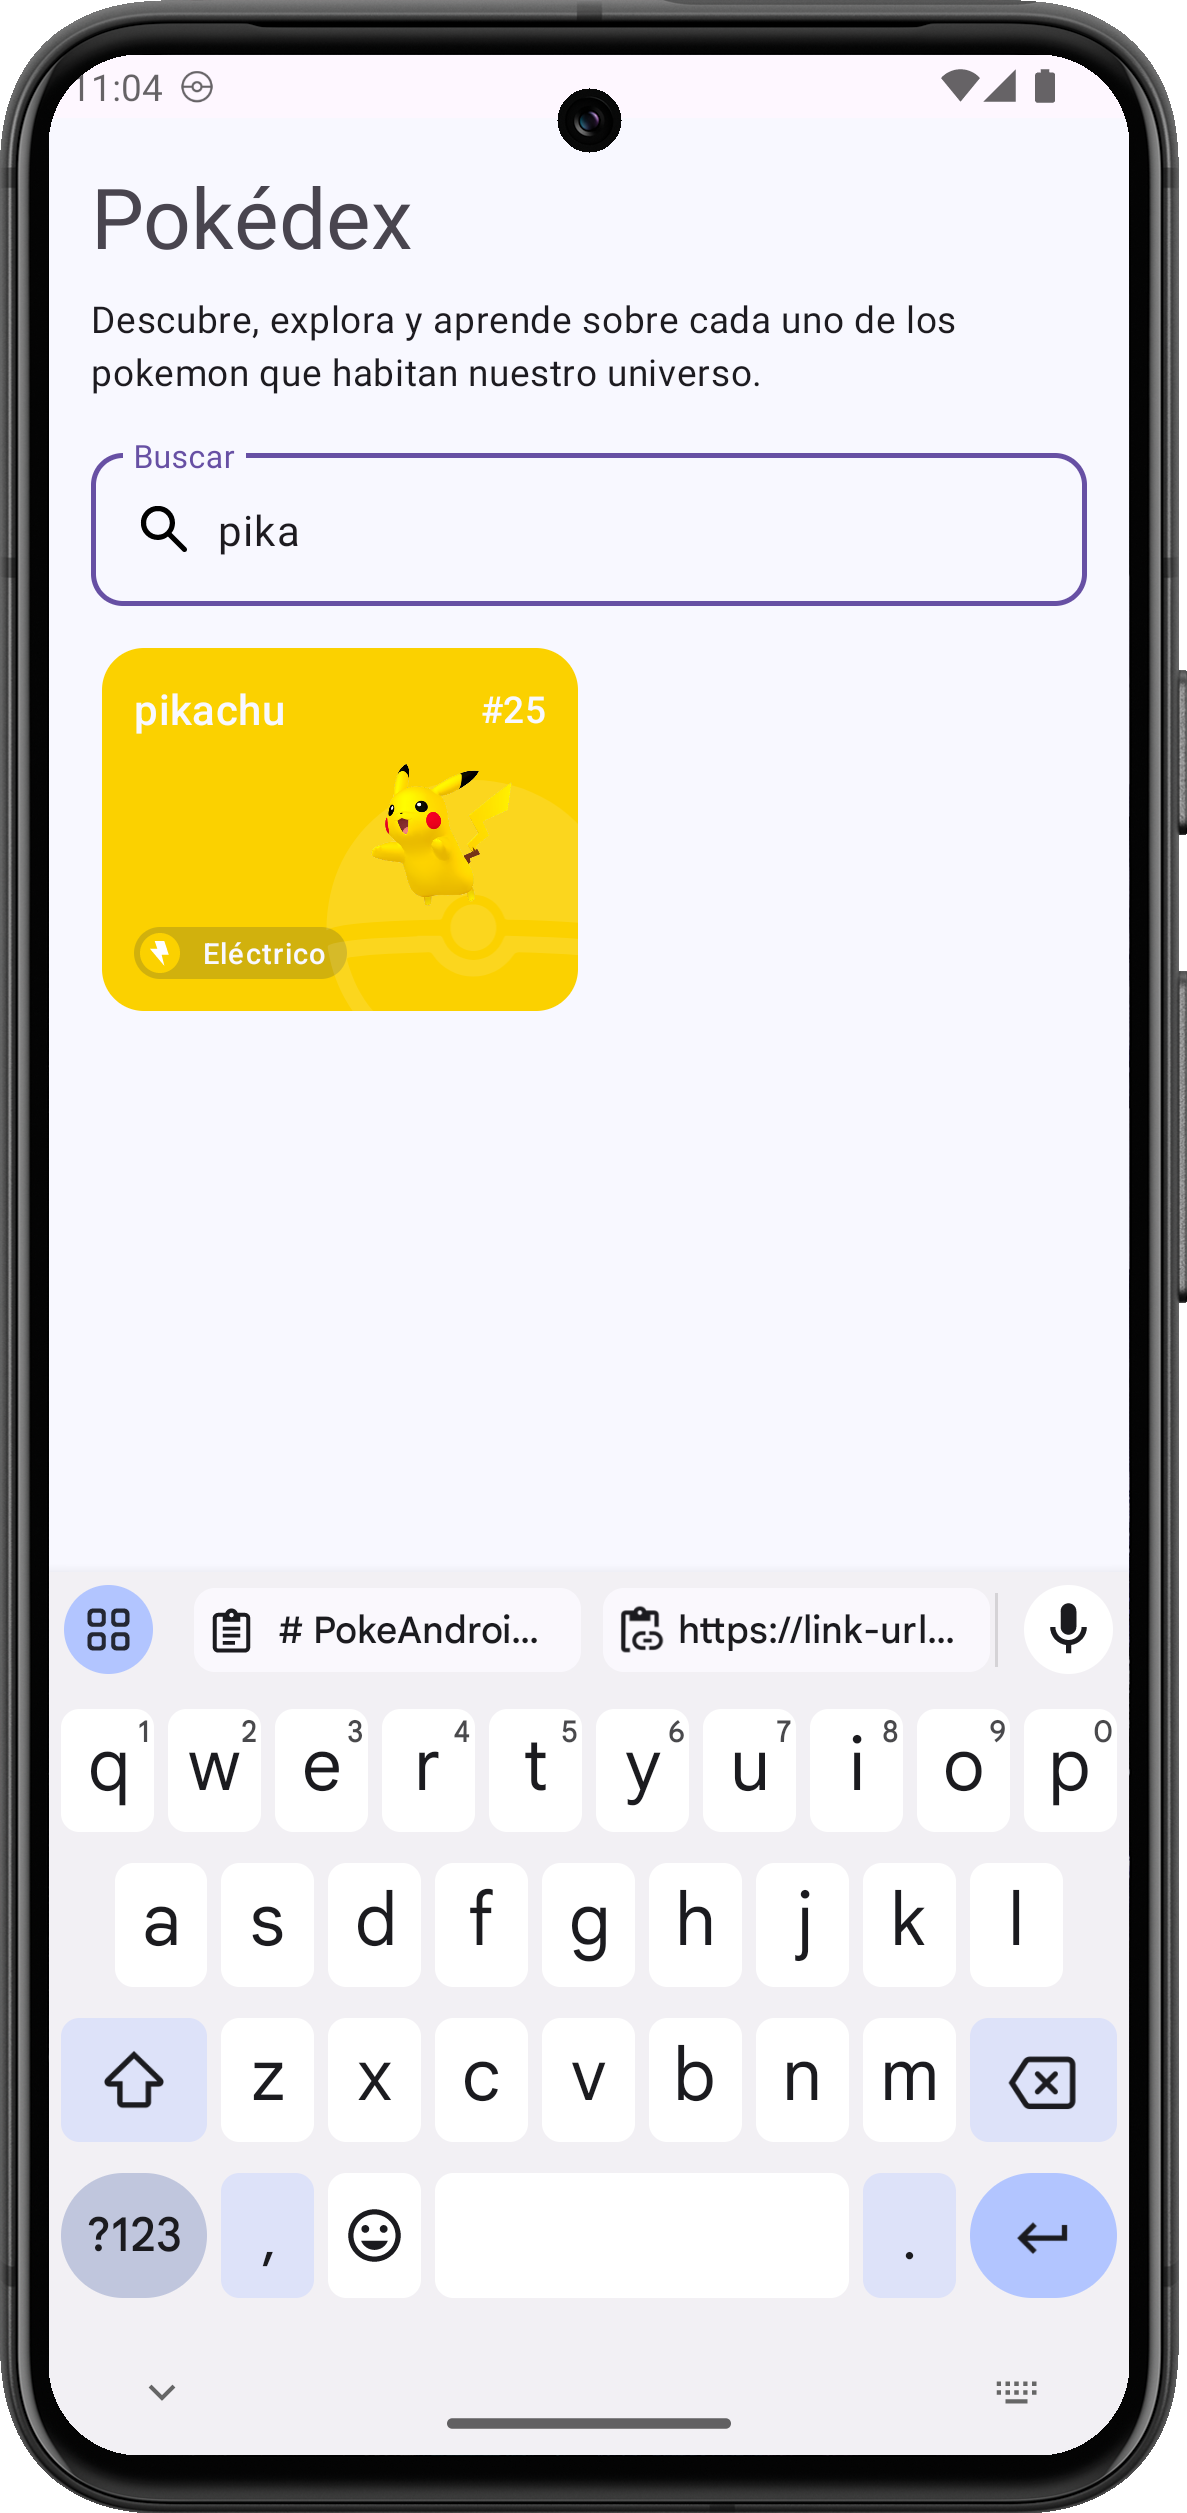 11:04
Pokédex
Descubre, explora y aprende sobre cada uno de los
pokemon que habitan nuestro universo.
Buscar
pika
pikachu #25
Eléctrico
# PokeAndroi... https://link-url...
q 1 w 2 e 3 r 4 t 5 y 6 u 7 i 8 o 9 p 0
a s d f g h j k l
z x c v b n m
?123 , .